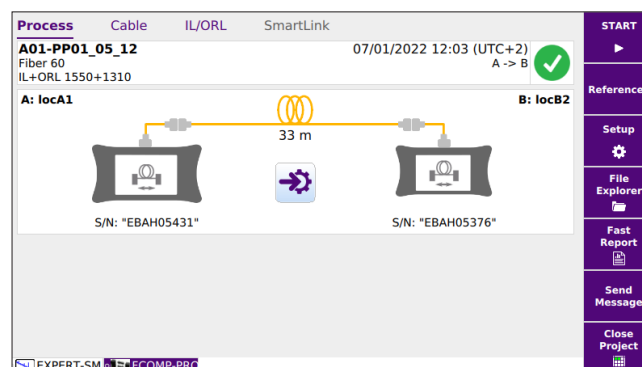 Process Cable IL/ORL SmartLink
A01-PP01_05_12 07/01/2022 12:03 (UTC+2)
Fiber 60 A -> B
IL+ORL 1550+1310
A: locA1 B: locB2
33 m
S/N: "EBAH05431" S/N: "EBAH05376"
EXPERT-SM ECOMP-PRO
START
Reference
Setup
File
Explorer
Fast
Report
Send
Message
Close
Project